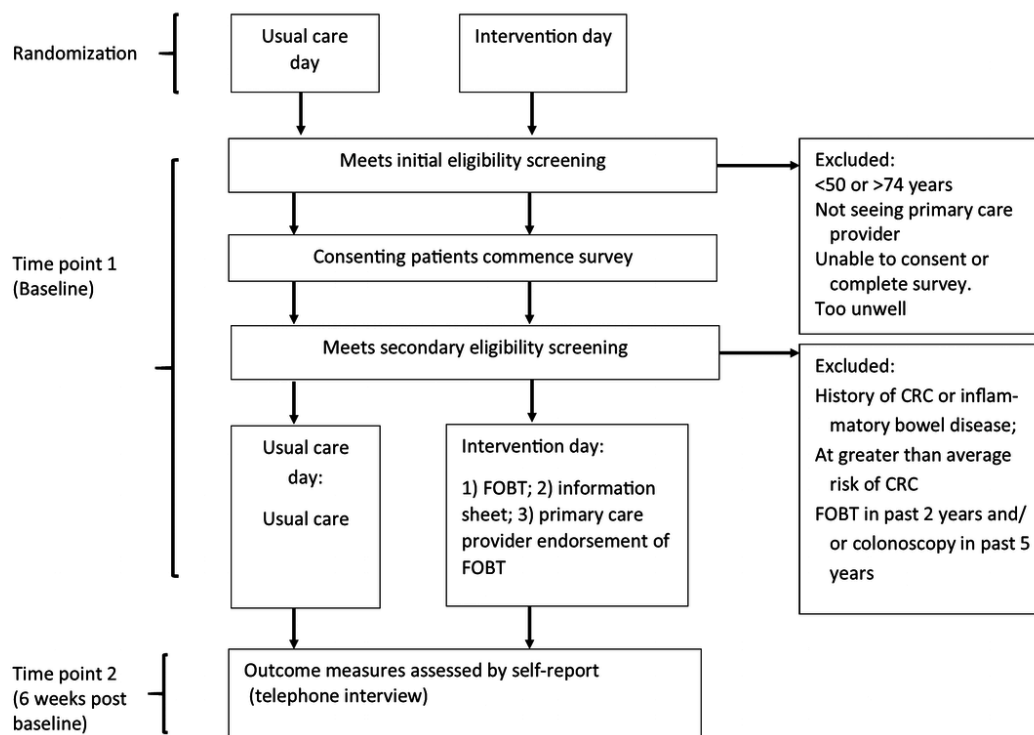 Randomization
Usual care
day
Intervention day
Meets initial eligibility screening
Excluded:
<50 or >74 years
Not seeing primary care
provider
Unable to consent or
complete survey.
Too unwell
Time point 1
(Baseline)
Consenting patients commence survey
Meets secondary eligibility screening
Excluded:
History of CRC or inflam-
matory bowel disease;
At greater than average
risk of CRC
FOBT in past 2 years and/
or colonoscopy in past 5
years
Usual care
day:
Usual care
Intervention day:
1) FOBT; 2) information
sheet; 3) primary care
provider endorsement of
FOBT
Time point 2
(6 weeks post
baseline)
Outcome measures assessed by self-report
(telephone interview)